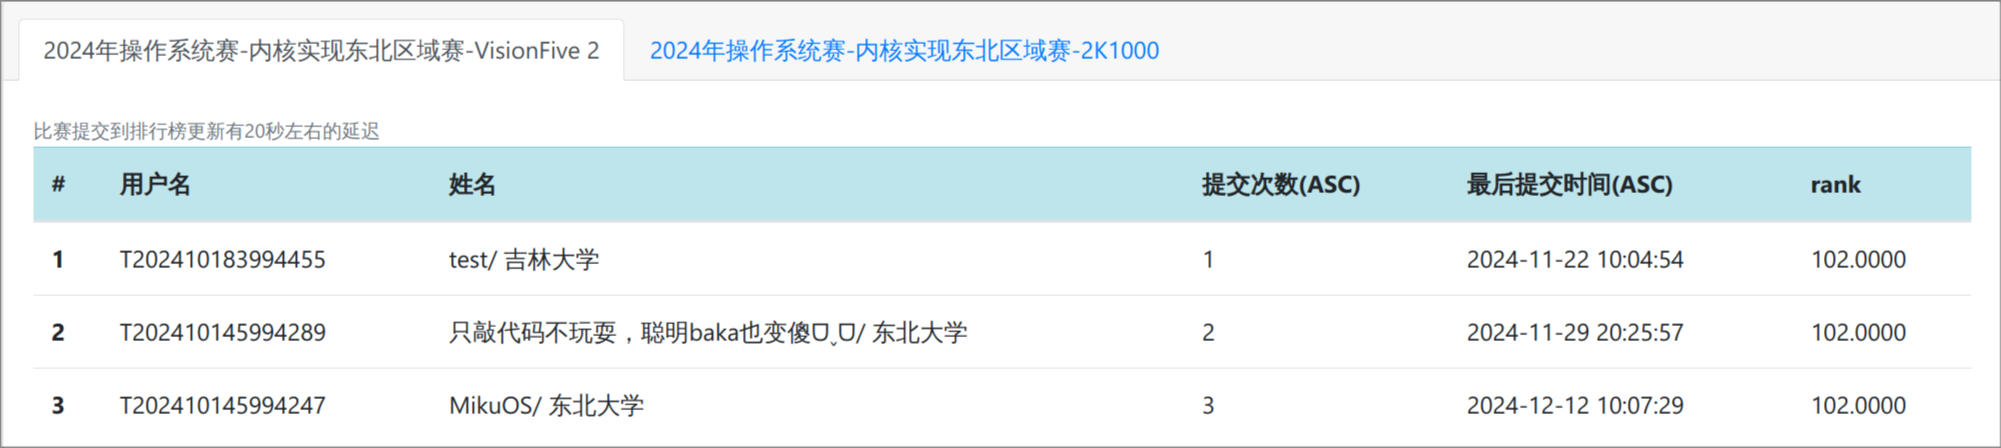 2024年操作系统赛-内核实现东北区域赛-VisionFive 2 2024年操作系统赛-内核实现东北区域赛-2K1000
比赛提交到排行榜更新有20秒左右的延迟
# 用户名 姓名 提交次数(ASC) 最后提交时间(ASC) rank
1 T202410183994455 test/ 吉林大学 1 2024-11-22 10:04:54 102.0000
2 T202410145994289 只敲代码不玩耍，聪明baka也变傻ᗜˬᗜ/ 东北大学 2 2024-11-29 20:25:57 102.0000
3 T202410145994247 MikuOS/ 东北大学 3 2024-12-12 10:07:29 102.0000